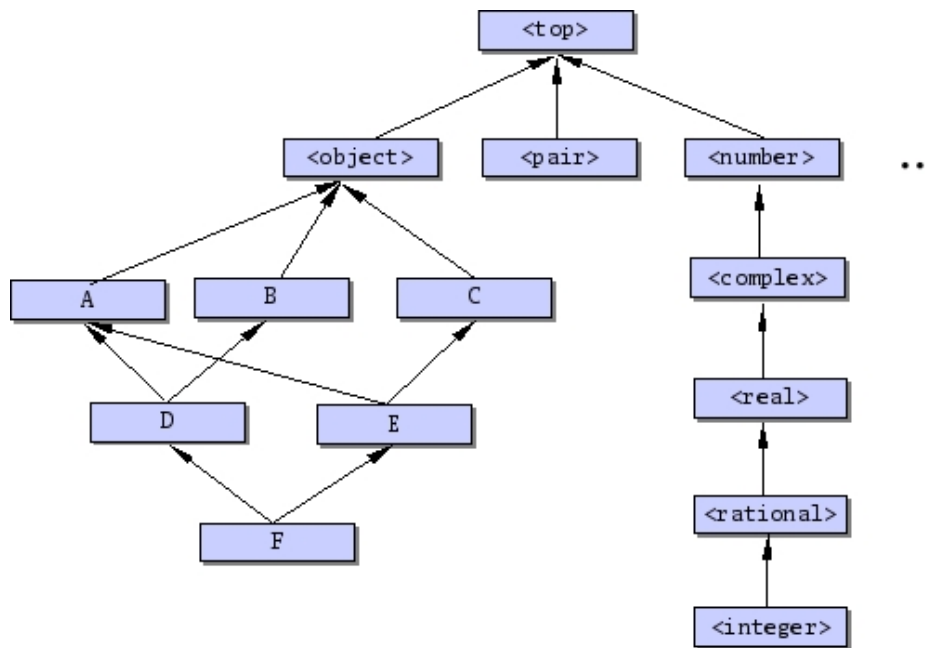 <top>
<object>
<pair>
<number>
..
A
B
C
<complex>
D
E
<real>
F
<rational>
<integer>